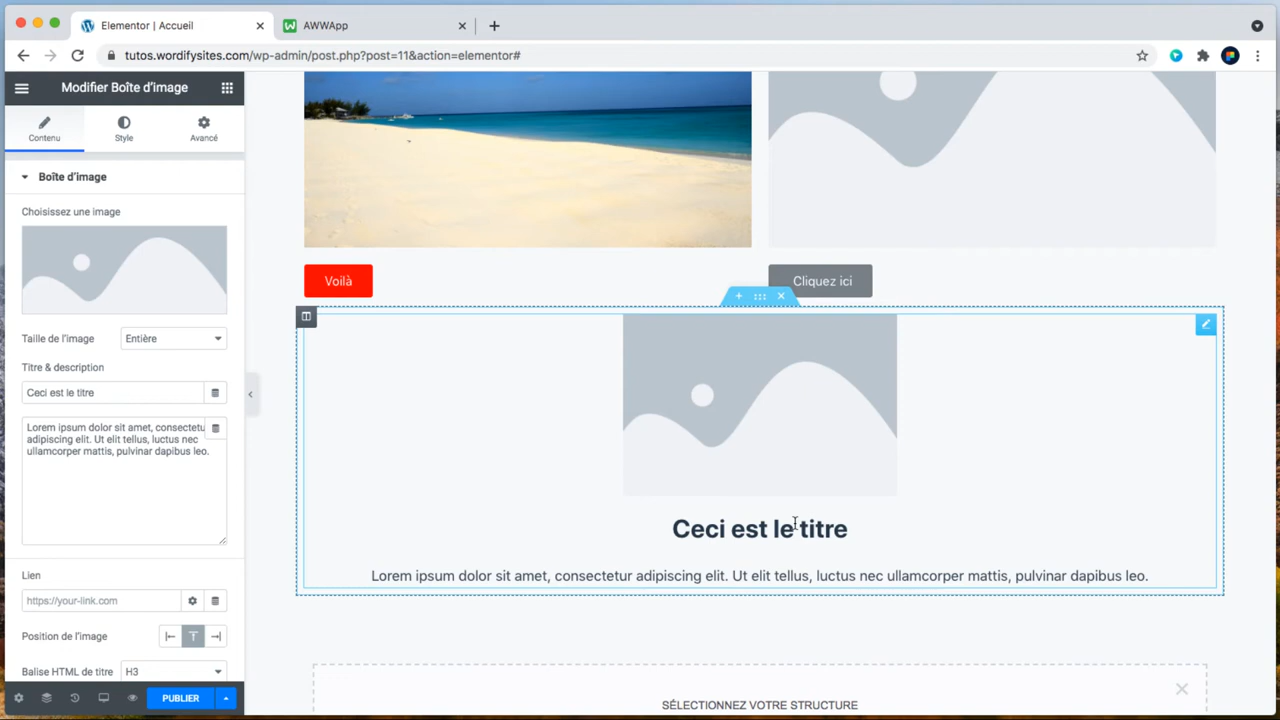 Elementor | Accueil
AWWApp
tutos.wordifysites.com/wp-admin/post.php?post=11&action=elementor#
Modifier Boîte d'image
Contenu
Style
Avancé
Boîte d'image
Choisissez une image
Taille de l'image
Entière
Titre & description
Ceci est le titre
Lorem ipsum dolor sit amet, consectetu
adipiscing elit. Ut elit tellus, luctus nec
ullamcorper mattis, pulvinar dapibus leo.
Lien
https://your-link.com
Position de l'image
Balise HTML de titre
H3
PUBLIER
Voilà
Cliquez ici
Ceci est le titre
Lorem ipsum dolor sit amet, consectetur adipiscing elit. Ut elit tellus, luctus nec ullamcorper mattis, pulvinar dapibus leo.
SÉLECTIONNEZ VOTRE STRUCTURE